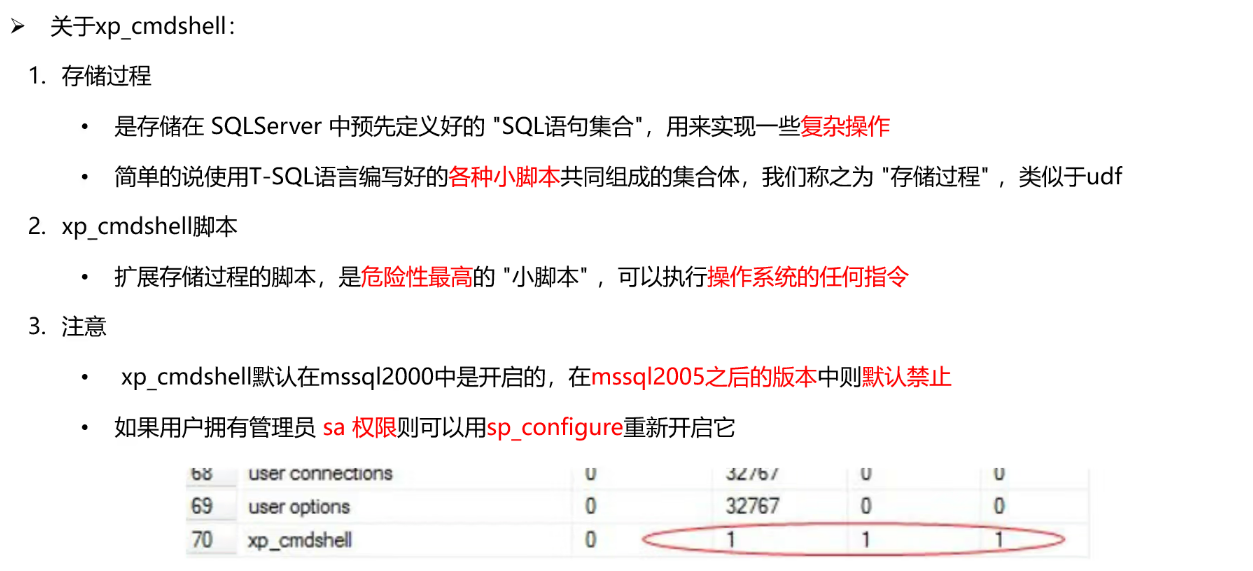 ➢ 关于xp_cmdshell：
1. 存储过程
• 是存储在 SQLServer 中预先定义好的 "SQL语句集合"，用来实现一些复杂操作
• 简单的说使用T-SQL语言编写好的各种小脚本共同组成的集合体，我们称之为 "存储过程" ，类似于udf
2. xp_cmdshell脚本
• 扩展存储过程的脚本，是危险性最高的 "小脚本" ，可以执行操作系统的任何指令
3. 注意
• xp_cmdshell默认在mssql2000中是开启的，在mssql2005之后的版本中则默认禁止
• 如果用户拥有管理员 sa 权限则可以用sp_configure重新开启它
68 user connections 0 32767 0 0
69 user options 0 32767 0 0
70 xp_cmdshell 0 1 1 1